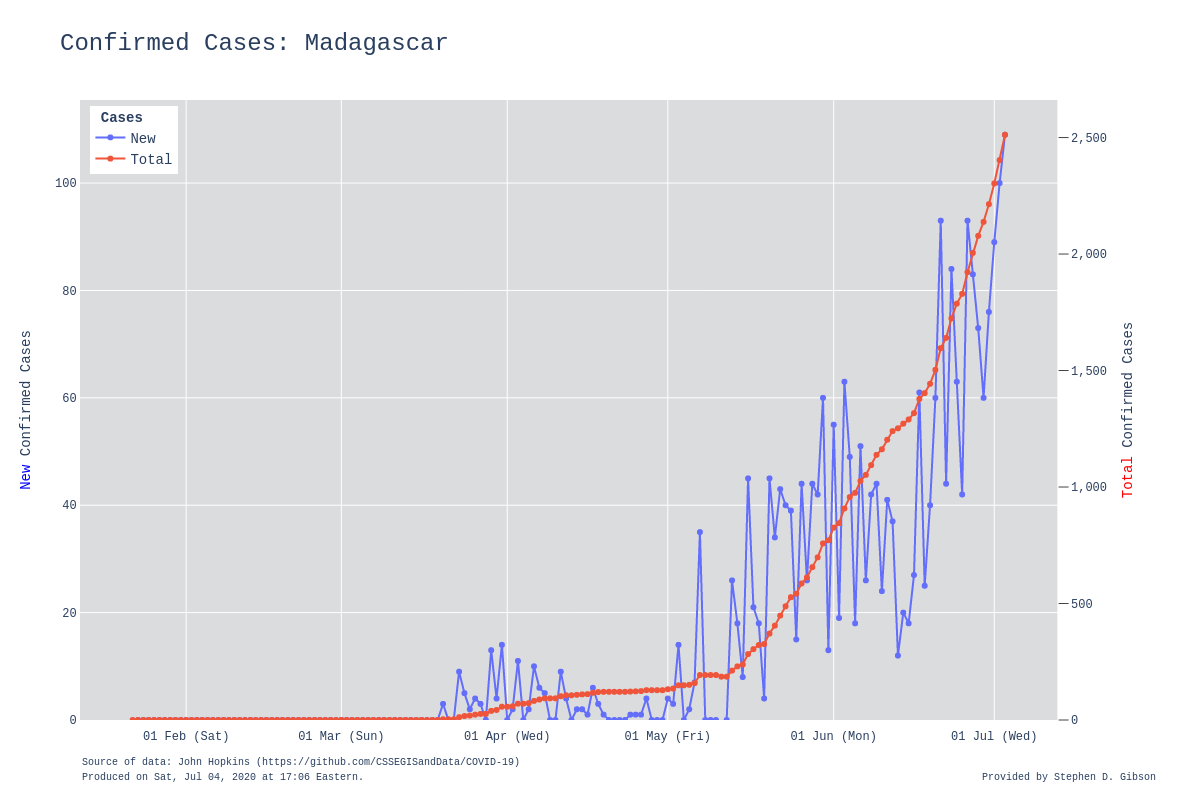 Confirmed Cases: Madagascar
Cases
New
Total
100
80
60
40
20
0
New Confirmed Cases
2,500
2,000
1,500
1,000
500
0
Total Confirmed Cases
01 Feb (Sat) 01 Mar (Sun) 01 Apr (Wed) 01 May (Fri) 01 Jun (Mon) 01 Jul (Wed)
Source of data: John Hopkins (https://github.com/CSSEGISandData/COVID-19)
Produced on Sat, Jul 04, 2020 at 17:06 Eastern.
Provided by Stephen D. Gibson